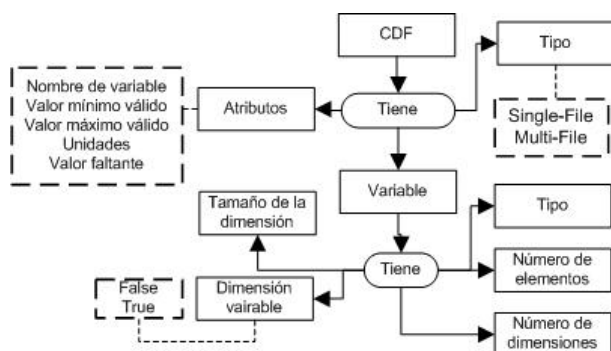 CDF
Tipo
Nombre de variable
Valor mínimo válido
Valor máximo válido
Unidades
Valor faltante
Atributos
Tiene
Single-File
Multi-File
Variable
Tamaño de la
dimensión
Tipo
Tiene
False
True
Dimensión
vairable
Número de
elementos
Número de
dimensiones